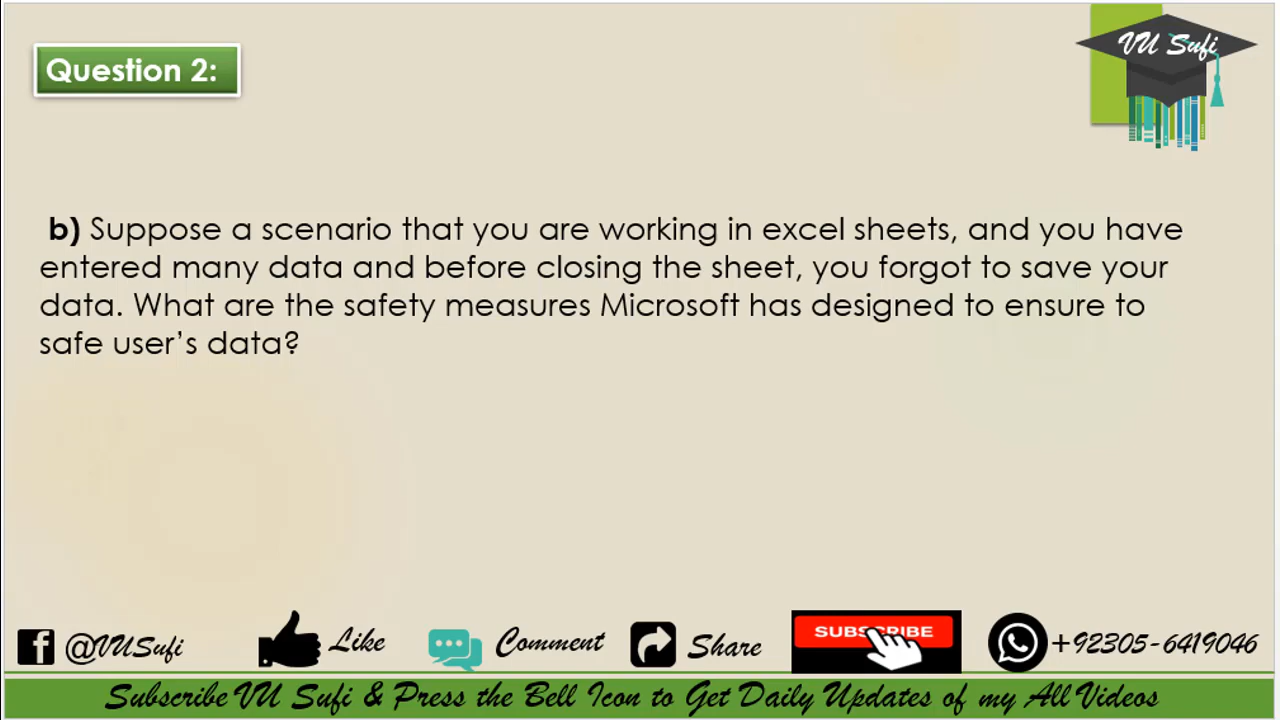 VU Sufi
Question 2:
b) Suppose a scenario that you are working in excel sheets, and you have
entered many data and before closing the sheet, you forgot to save your
data. What are the safety measures Microsoft has designed to ensure to
safe user's data?
@VUSufi
Like
Comment
Share
SUBSCRIBE
+92305-6419046
Subscribe VU Sufi & Press the Bell Icon to Get Daily Updates of my All Videos